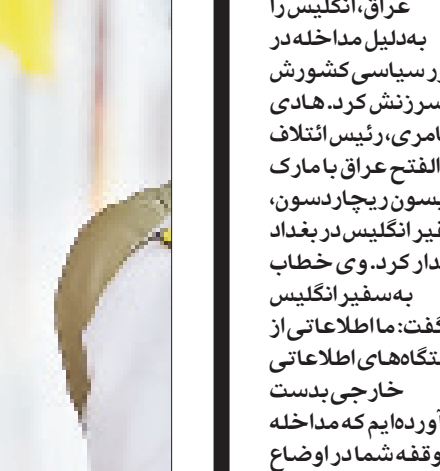 عراق،انگلیس را
به‌دلیل مداخله در
ور سیاسی کشورش
سرزنش کرد. هادی
امری، رئیس ائتلاف
الفتح عراق با مارک
یسون ریچاردسون،
فیر انگلیس در بغداد
دار کرد. وی خطاب
به سفیر انگلیس
گفت: ما اطلاعاتی از
ستگاه‌های اطلاعاتی
خارجی بدست
آورده‌ایم که مداخله
وقفه شما در اوضاع